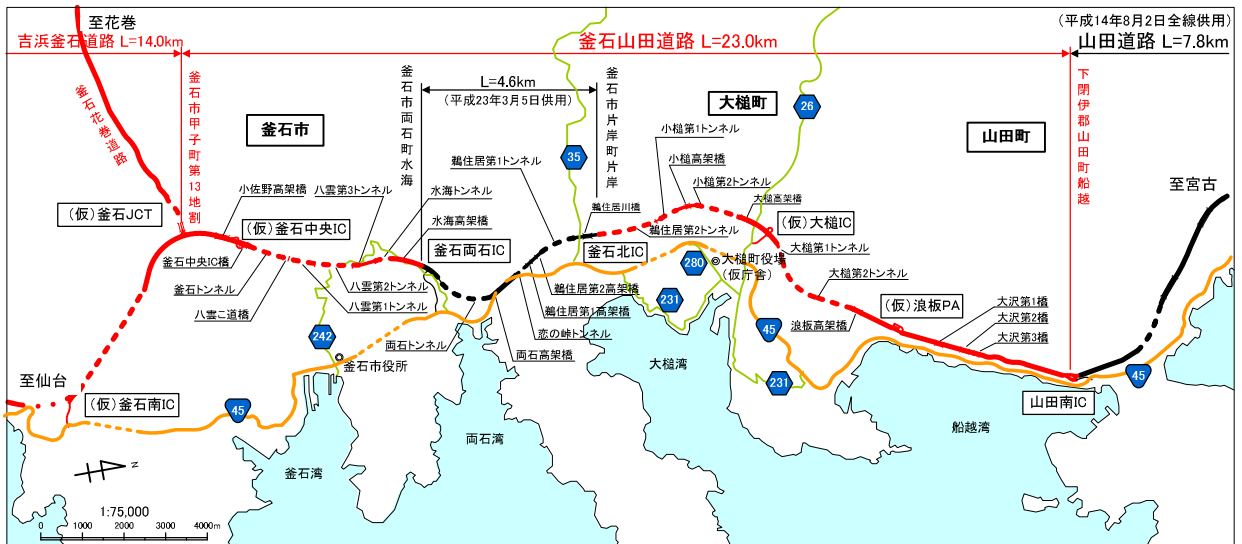 至花巻
吉浜釜石道路 L=14.0km
釜石山田道路 L=23.0km
(平成14年8月2日全線供用)
山田道路 L=7.8km
釜石花巻道路
釜石市甲子町第13地割
釜石市
釜石市両石町水海
L=4.6km
(平成23年3月5日供用)
釜石市片岸町片岸
大槌町
26
山田町
下閉伊郡山田町船越
至宮古
35
小槌第1トンネル
小槌高架橋
小槌第2トンネル
鵜住居第1トンネル
小佐野高架橋
八雲第3トンネル
水海トンネル
水海高架橋
鵜住居川橋
大槌高架橋
(仮)釜石JCT
(仮)釜石中央IC
釜石両石IC
釜石北IC
鵜住居第2トンネル
(仮)大槌IC
大槌第1トンネル
釜石中央IC橋
釜石トンネル
八雲こ道橋
八雲第2トンネル
八雲第1トンネル
鵜住居第2高架橋
鵜住居第1高架橋
恋の峠トンネル
両石高架橋
両石トンネル
280
大槌町役場
(仮庁舎)
231
大槌第2トンネル
(仮)浪板PA
浪板高架橋
大沢第1橋
大沢第2橋
大沢第3橋
242
釜石市役所
45
大槌湾
231
45
山田南IC
至仙台
(仮)釜石南IC
45
釜石湾
両石湾
船越湾
N
1:75,000
0 1000 2000 3000 4000m